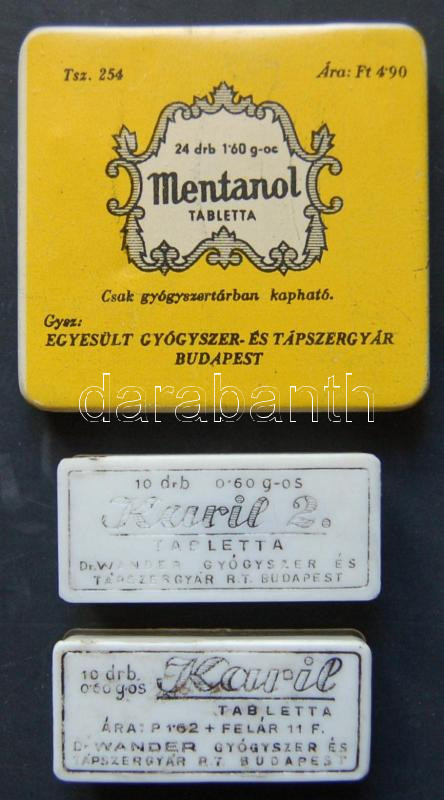 Tsz. 254 Ára: Ft 4·90
24 drb 1·60 g-oc
Mentanol
TABLETTA
Csak gyógyszertárban kapható.
Gysz:
EGYESÜLT GYÓGYSZER- ÉS TÁPSZERGYÁR
BUDAPEST
darabanth
10 drb 0·60 g-os
Karil 2.
TABLETTA
Dr. WANDER GYÓGYSZER ÉS
TÁPSZERGYÁR R.T. BUDAPEST
10 drb.
0·60 g-os
Karil
TABLETTA
ÁRA: P 1·62 + FELÁR 11 F.
Dr WANDER GYÓGYSZER ÉS
TÁPSZERGYÁR R.T. BUDAPEST